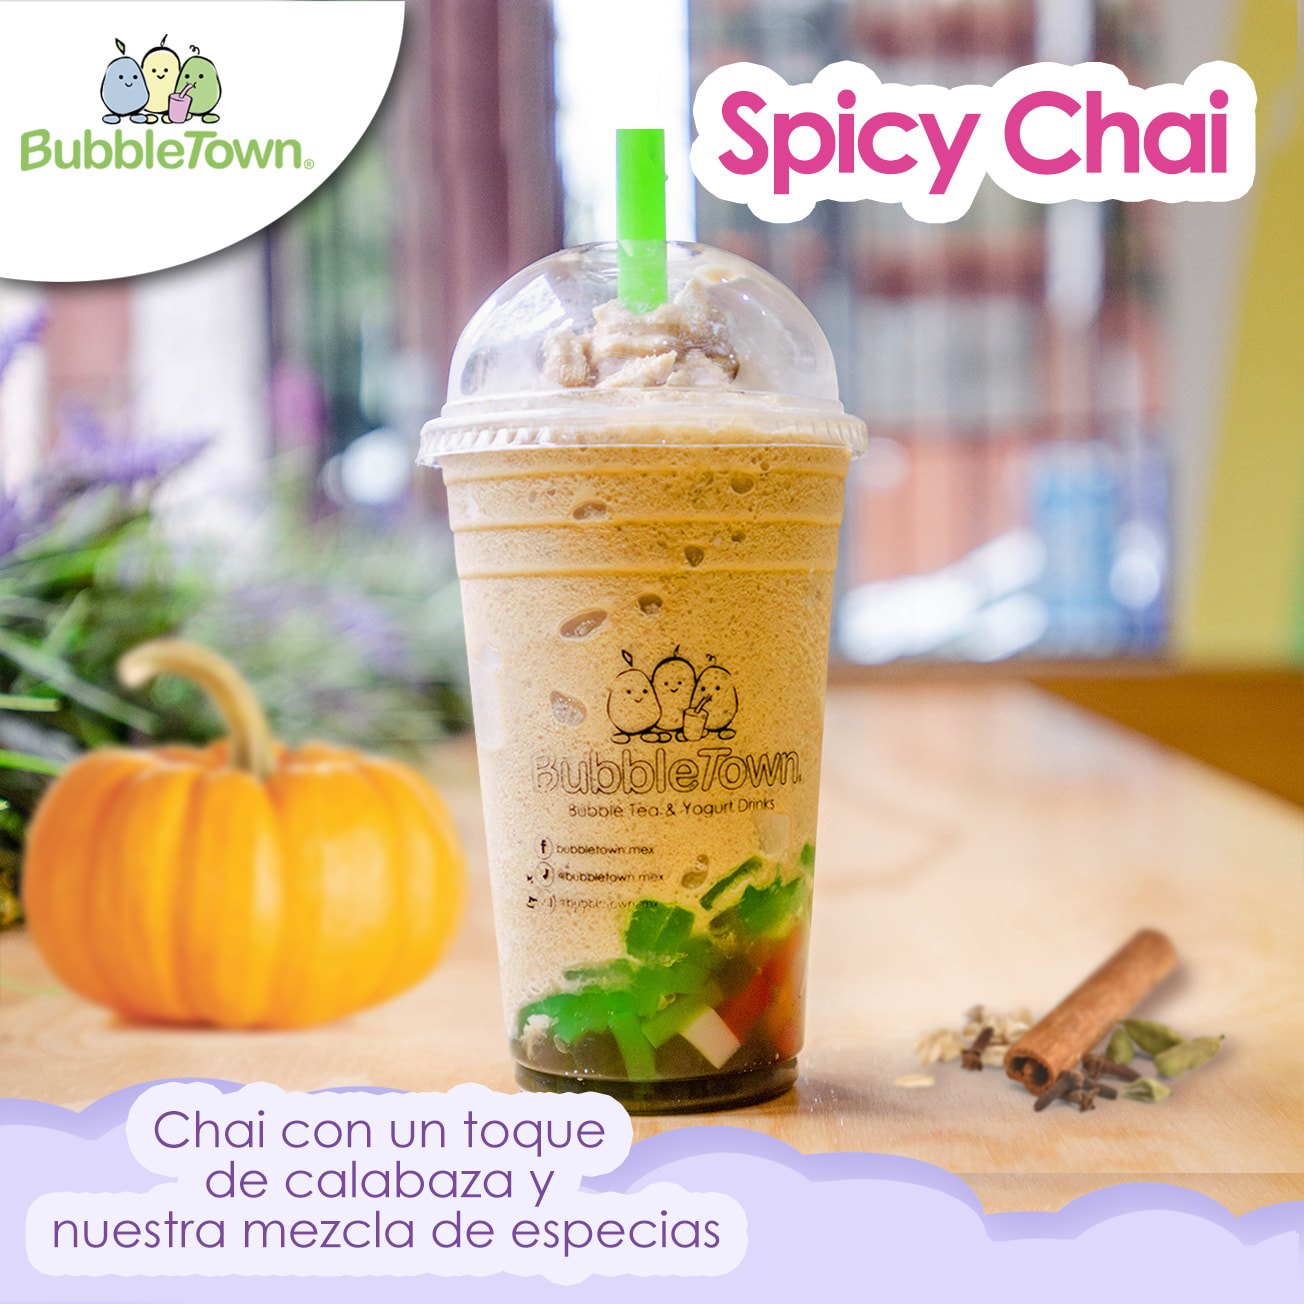 BubbleTown®
Spicy Chai
BubbleTown®
Bubble Tea & Yogurt Drinks
f bubbletown.mex
@bubbletown.mex
Chai con un toque
de calabaza y
nuestra mezcla de especias